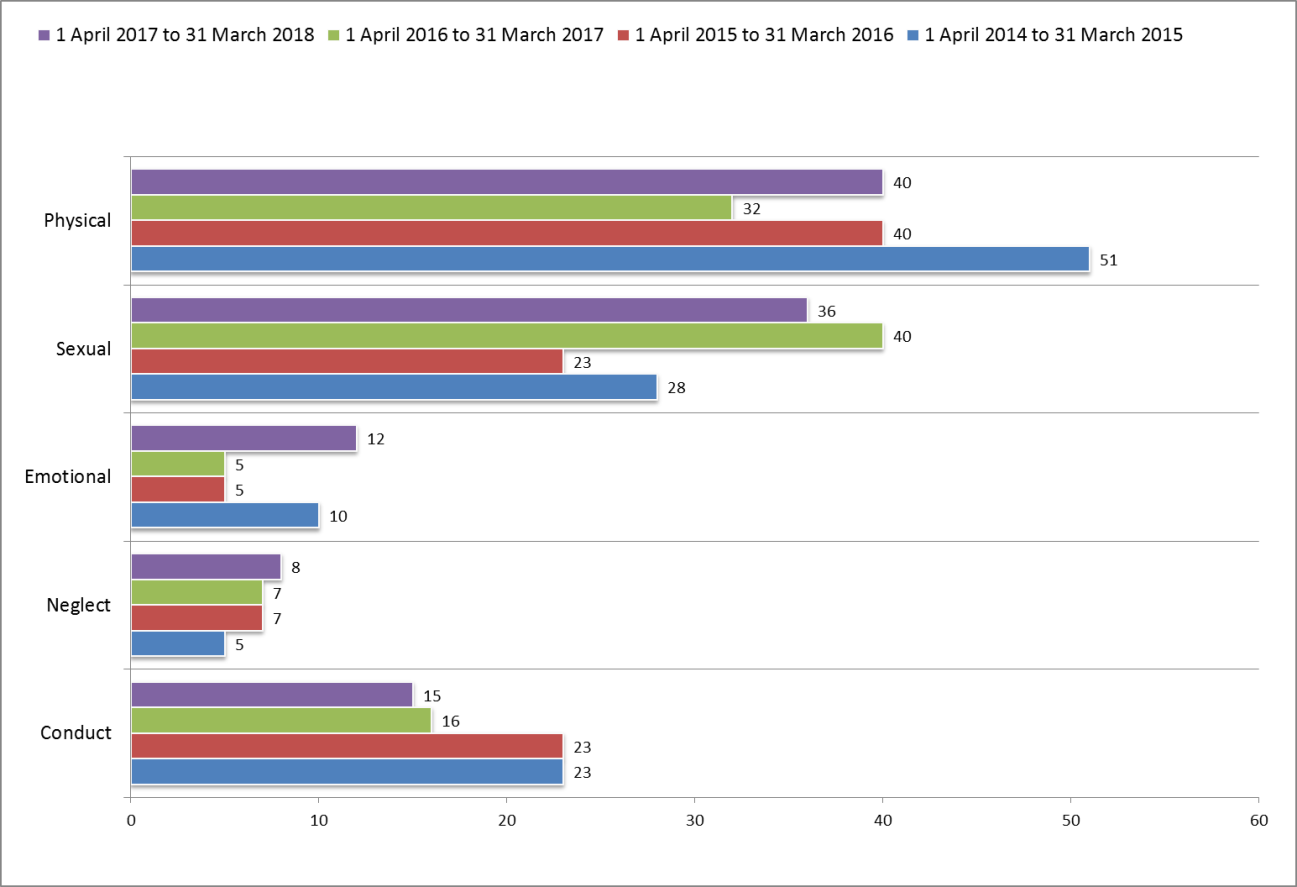 1 April 2017 to 31 March 2018 1 April 2016 to 31 March 2017 1 April 2015 to 31 March 2016 1 April 2014 to 31 March 2015
Physical
40
32
40
51
Sexual
36
40
23
28
Emotional
12
5
5
10
Neglect
8
7
7
5
Conduct
15
16
23
23
0 10 20 30 40 50 60